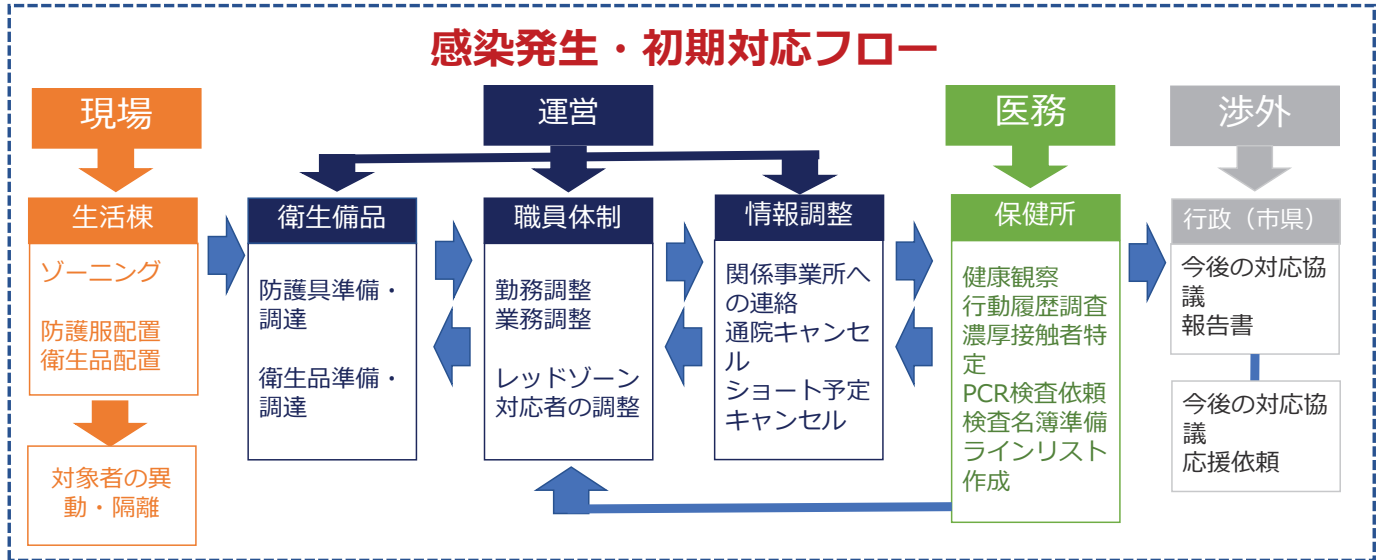 感染発生・初期対応フロー
現場
運営
医務
渉外
生活棟
ゾーニング
防護服配置
衛生品配置
対象者の異
動・隔離
衛生備品
防護具準備・
調達
衛生品準備・
調達
職員体制
勤務調整
業務調整
レッドゾーン
対応者の調整
情報調整
関係事業所へ
の連絡
通院キャンセ
ル
ショート予定
キャンセル
保健所
健康観察
行動履歴調査
濃厚接触者特
定
PCR検査依頼
検査名簿準備
ラインリスト
作成
行政（市県）
今後の対応協
議
報告書
今後の対応協
議
応援依頼